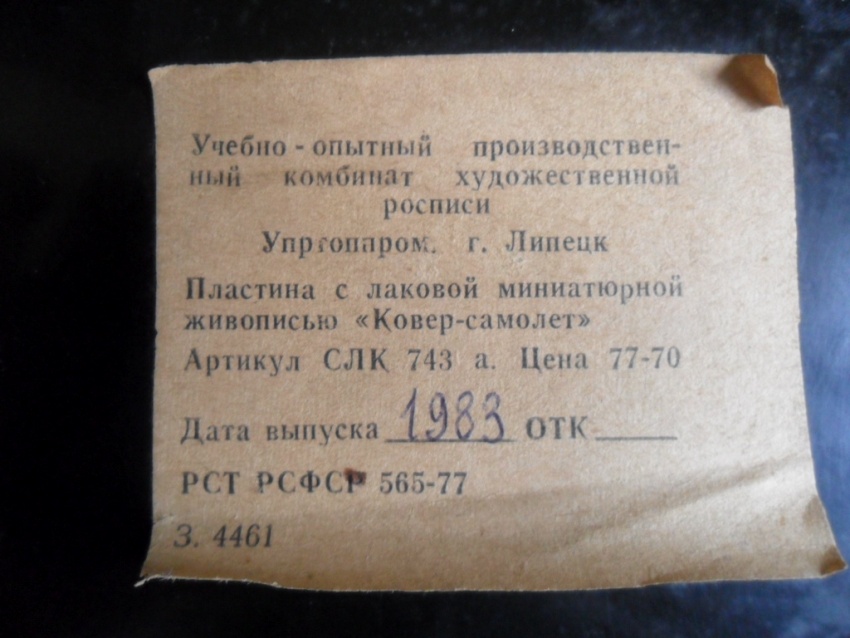 Учебно - опытный производствен-
ный комбинат художественной
росписи
Упртоппром. г. Липецк
Пластина с лаковой миниатюрной
живописью «Ковер-самолет»
Артикул СЛК 743 а. Цена 77-70
Дата выпуска 1983 ОТК
РСТ РСФСР 565-77
З. 4461